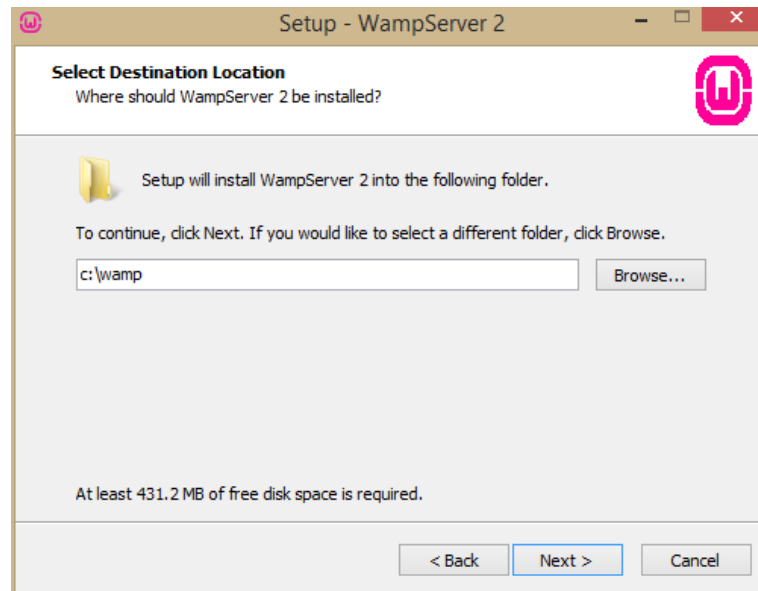 Setup - WampServer 2
Select Destination Location
Where should WampServer 2 be installed?
Setup will install WampServer 2 into the following folder.
To continue, click Next. If you would like to select a different folder, click Browse.
c:\wamp
Browse...
At least 431.2 MB of free disk space is required.
< Back
Next >
Cancel